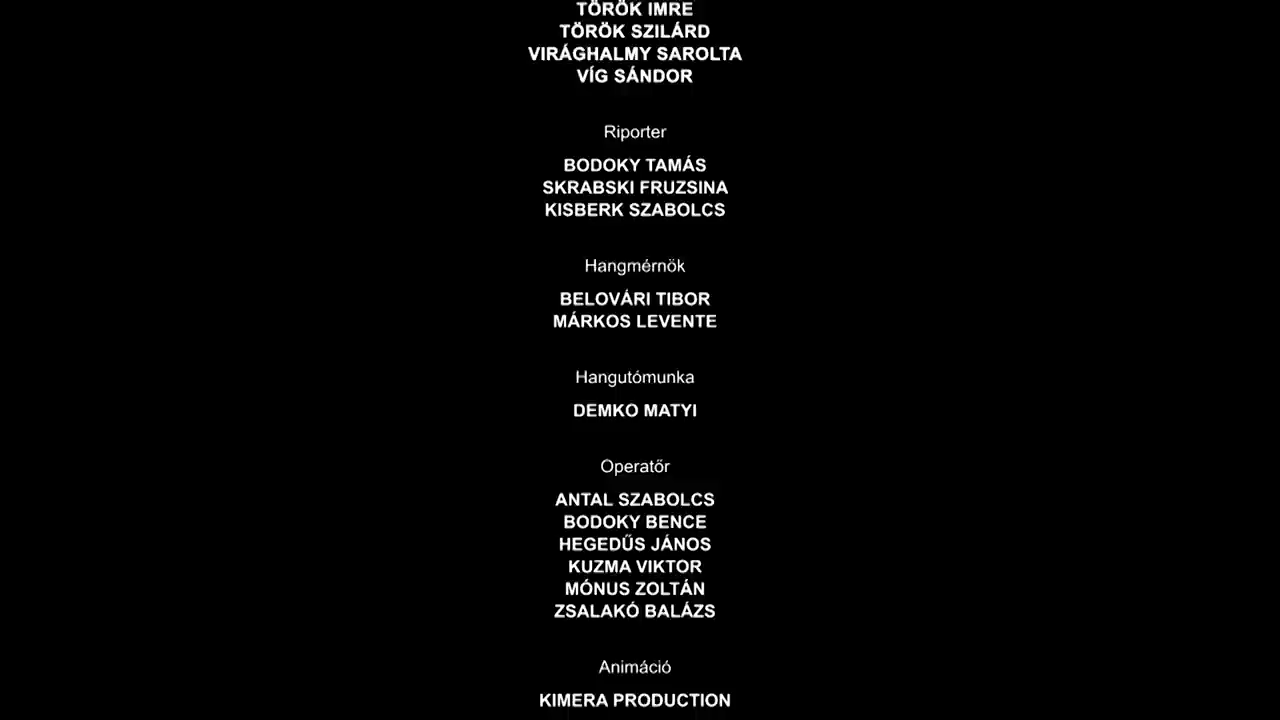 TÖRÖK IMRE
TÖRÖK SZILÁRD
VIRÁGHALMY SAROLTA
VÍG SÁNDOR
Riporter
BODOKY TAMÁS
SKRABSKI FRUZSINA
KISBERK SZABOLCS
Hangmérnök
BELOVÁRI TIBOR
MÁRKOS LEVENTE
Hangutómunka
DEMKO MATYI
Operatőr
ANTAL SZABOLCS
BODOKY BENCE
HEGEDŰS JÁNOS
KUZMA VIKTOR
MÓNUS ZOLTÁN
ZSALAKÓ BALÁZS
Animáció
KIMERA PRODUCTION